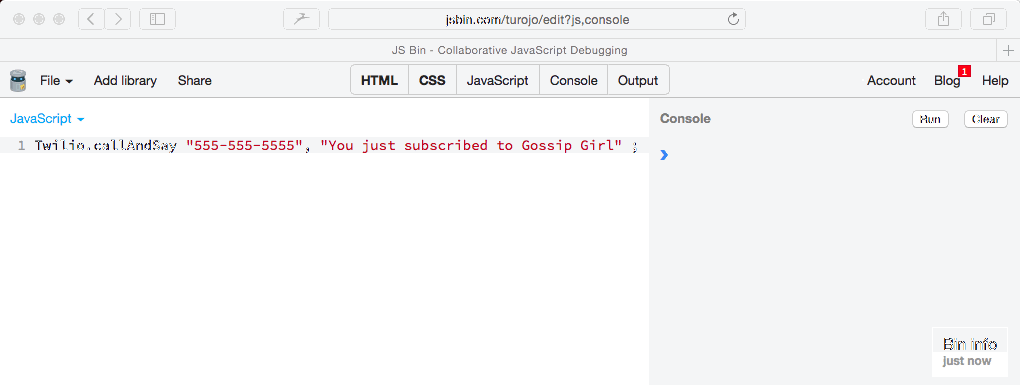 jsbin.com/turojo/edit?js,console
JS Bin - Collaborative JavaScript Debugging
File Add library Share HTML CSS JavaScript Console Output Account Blog 1 Help
JavaScript
Console Run Clear
1 Twilio.callAndSay "555-555-5555", "You just subscribed to Gossip Girl" ;
Bin info
just now